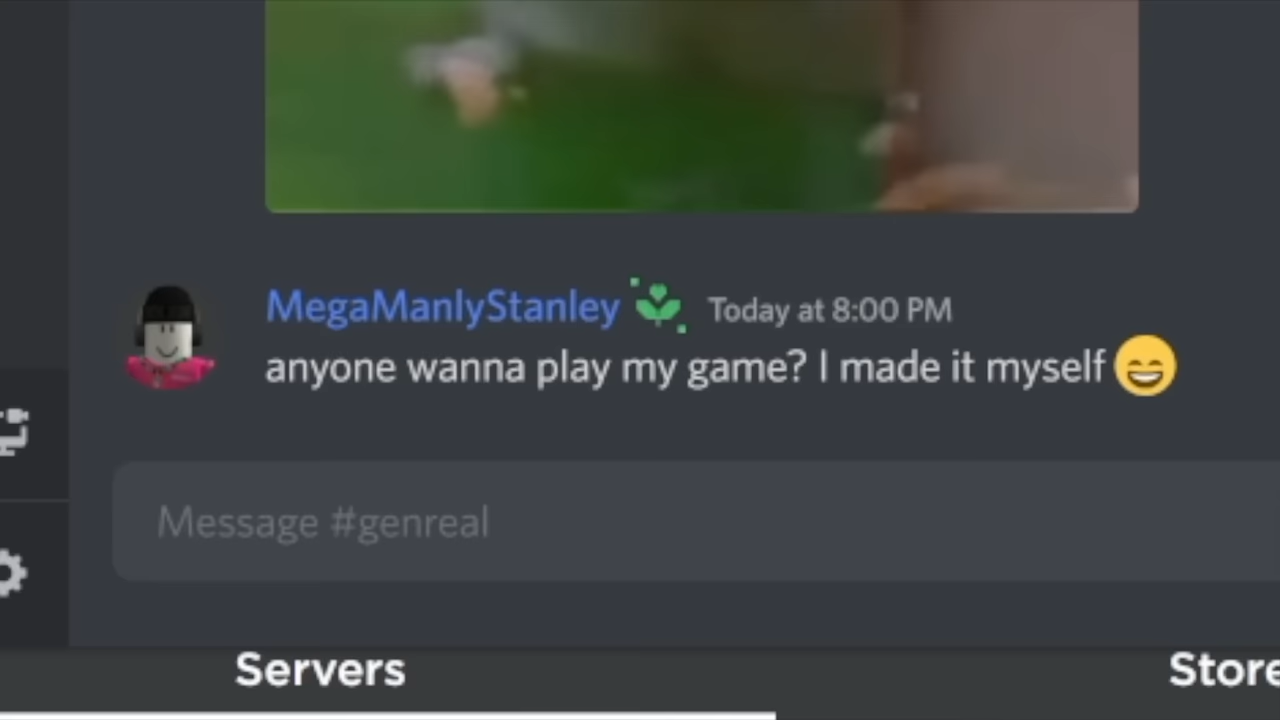 MegaManlyStanley Today at 8:00 PM
anyone wanna play my game? I made it myself 😄
Message #genreal
Servers
Store